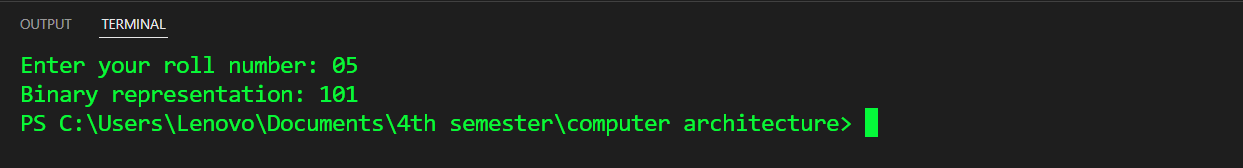 OUTPUT TERMINAL
Enter your roll number: 05
Binary representation: 101
PS C:\Users\Lenovo\Documents\4th semester\computer architecture>